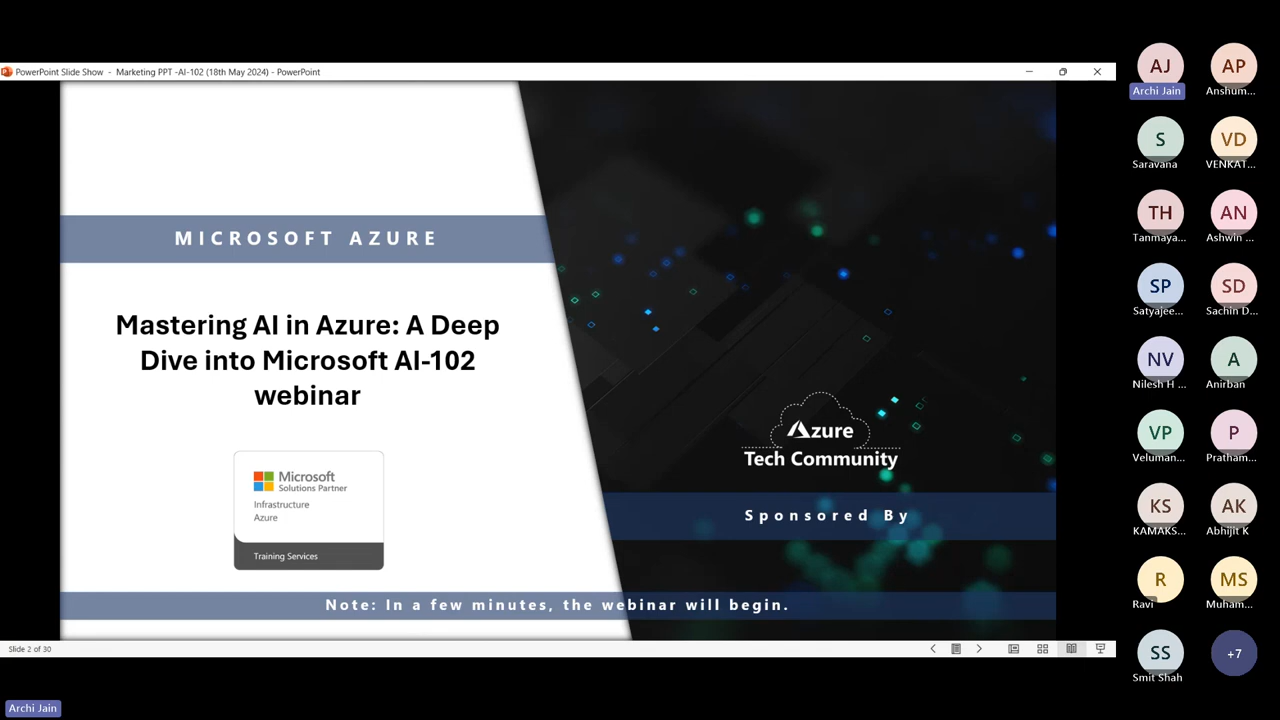 PowerPoint Slide Show - Marketing PPT -AI-102 (18th May 2024) - PowerPoint
MICROSOFT AZURE
Mastering AI in Azure: A Deep
Dive into Microsoft AI-102
webinar
Microsoft
Solutions Partner
Infrastructure
Azure
Training Services
Azure
Tech Community
Sponsored By
Note: In a few minutes, the webinar will begin.
Slide 2 of 30
Archi Jain
AJ
Archi Jain
AP
Anshum...
S
Saravana
VD
VENKAT...
TH
Tanmaya...
AN
Ashwin ...
SP
Satyajee...
SD
Sachin D...
NV
Nilesh H ...
A
Anirban
VP
Veluman...
P
Pratham...
KS
KAMAKS...
AK
Abhijit K
R
Ravi
MS
Muham...
SS
Smit Shah
+7